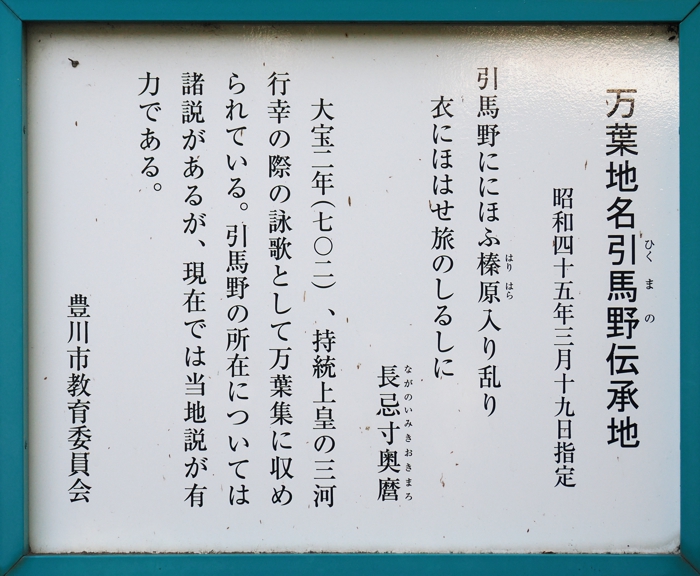 万葉地名引馬野伝承地
ひくまの
昭和四十五年三月十九日指定
引馬野ににほふ榛原入り乱り
はりはら
衣にほはせ旅のしるしに
長忌寸奥麿
ながのいみきおきまろ
大宝二年(七〇二)、持統上皇の三河
行幸の際の詠歌として万葉集に収め
られている。引馬野の所在については
諸説があるが、現在では当地説が有
力である。
豊川市教育委員会